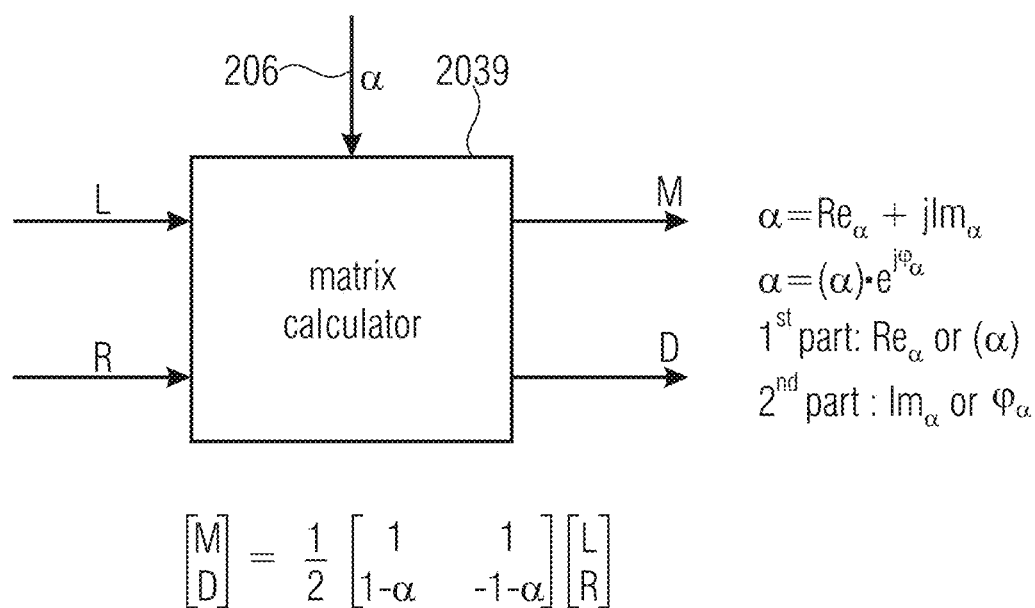 206
α
2039
L
M
R
D
matrix
calculator
α=Re_α + jIm_α
α=(α)·e^{jφ_α}
1^{st} part: Re_α or (α)
2^{nd} part : Im_α or φ_α
[M D] = 1/2 [1 1 1-α -1-α] [L R]